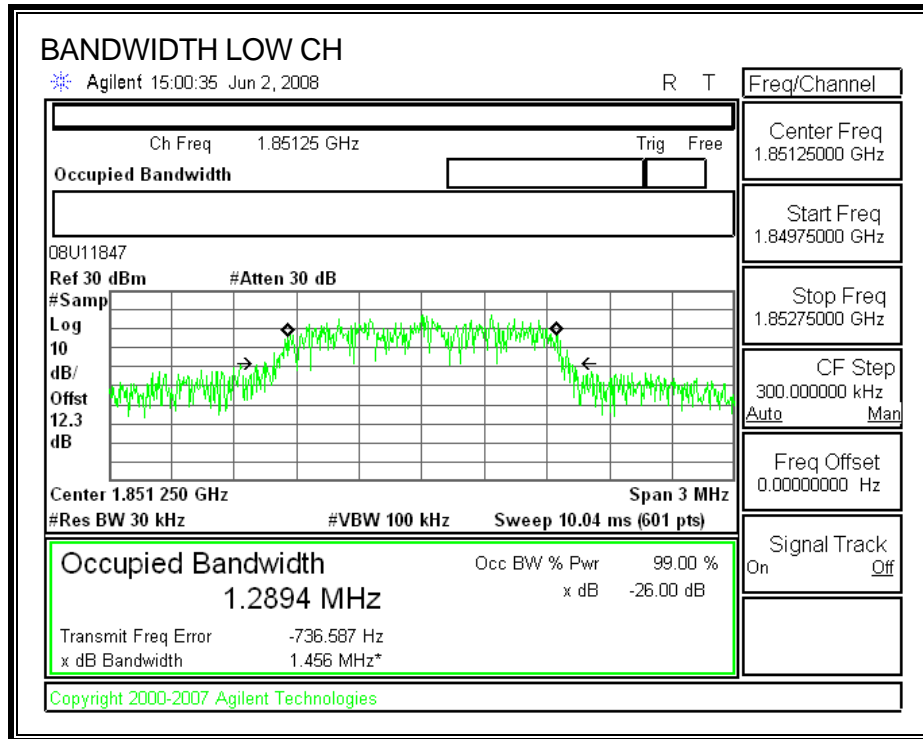 BANDWIDTH LOW CH
Agilent 15:00:35 Jun 2, 2008 R T
Ch Freq 1.85125 GHz Trig Free
Occupied Bandwidth
08U11847
Ref 30 dBm #Atten 30 dB
#Samp
Log
10
dB/
Offst
12.3
dB
Center 1.851 250 GHz Span 3 MHz
#Res BW 30 kHz #VBW 100 kHz Sweep 10.04 ms (601 pts)
Occupied Bandwidth
1.2894 MHz
Occ BW % Pwr 99.00 %
x dB -26.00 dB
Transmit Freq Error -736.587 Hz
x dB Bandwidth 1.456 MHz*
Copyright 2000-2007 Agilent Technologies
Freq/Channel
Center Freq
1.85125000 GHz
Start Freq
1.84975000 GHz
Stop Freq
1.85275000 GHz
CF Step
300.000000 kHz
Auto Man
Freq Offset
0.00000000 Hz
Signal Track
On Off